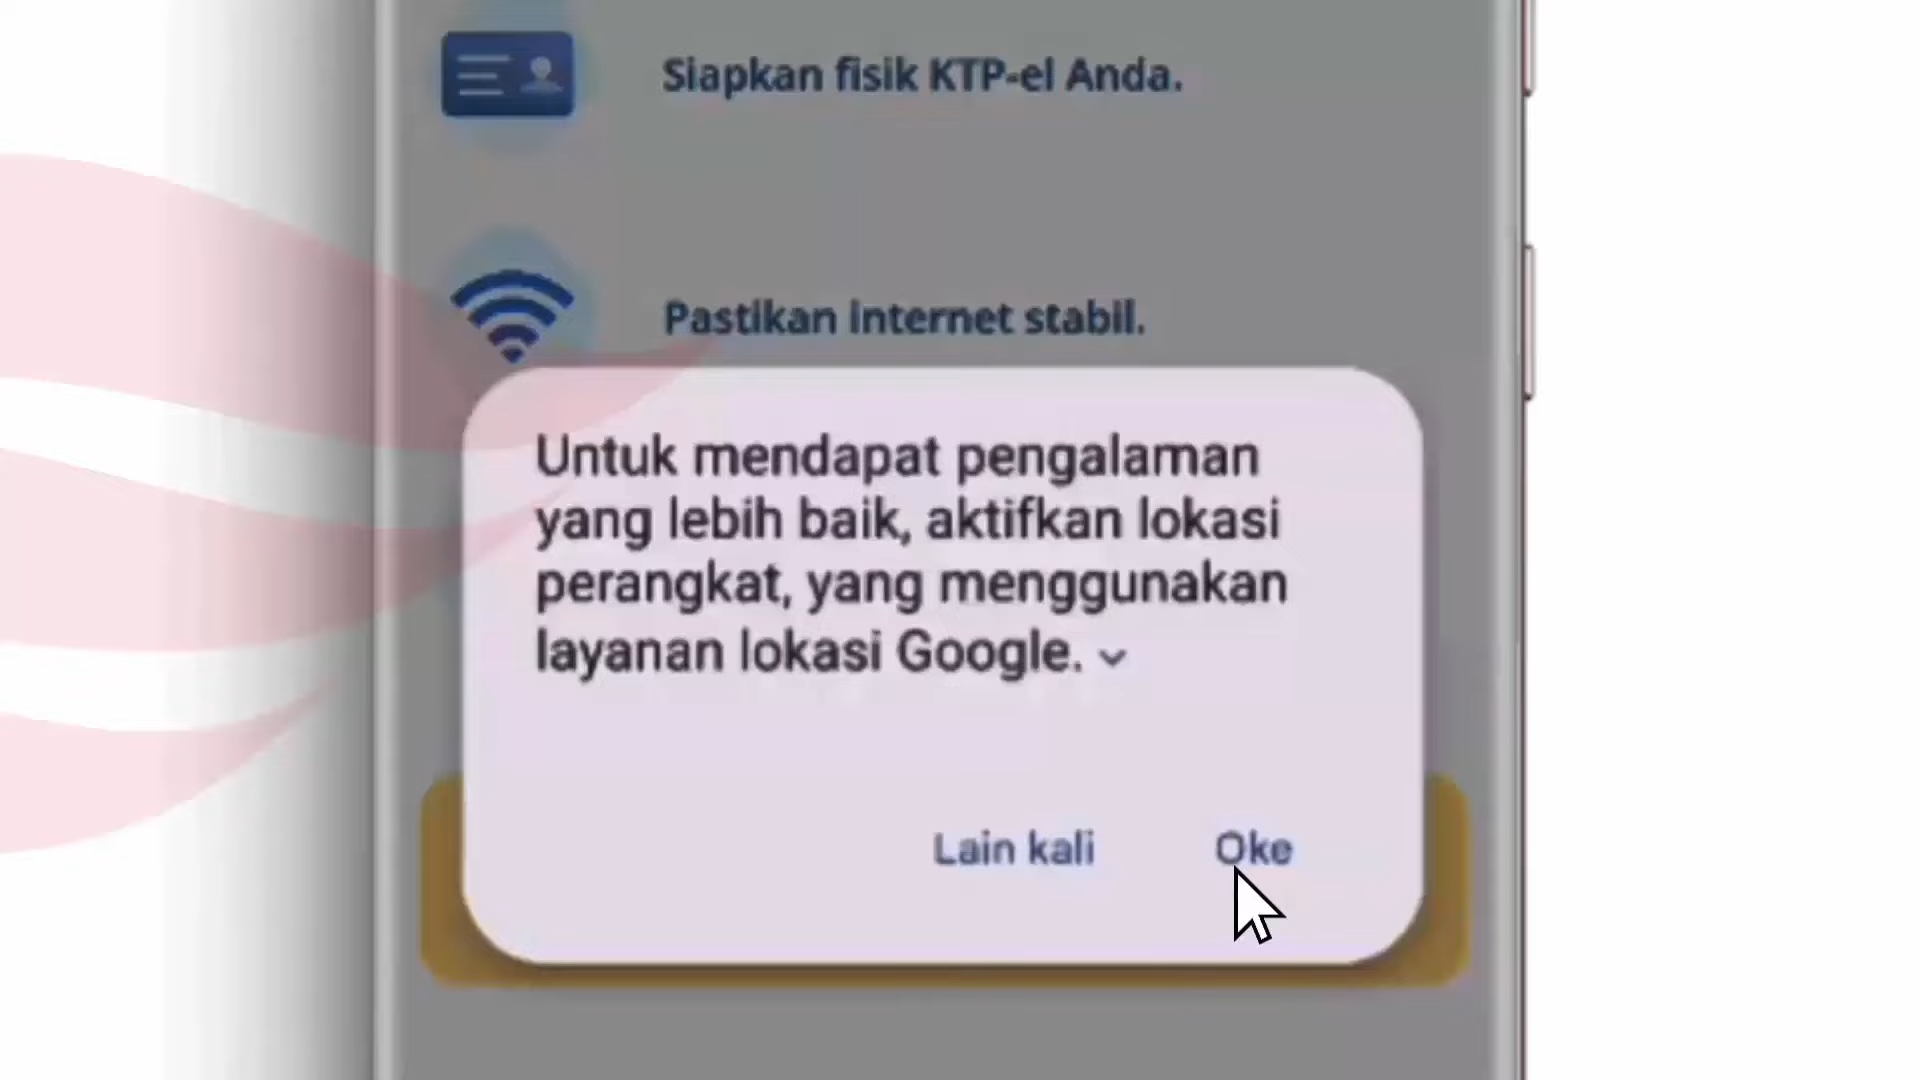 Siapkan fisik KTP-el Anda.
Pastikan internet stabil.
Untuk mendapat pengalaman
yang lebih baik, aktifkan lokasi
perangkat, yang menggunakan
layanan lokasi Google.
Lain kali
Oke